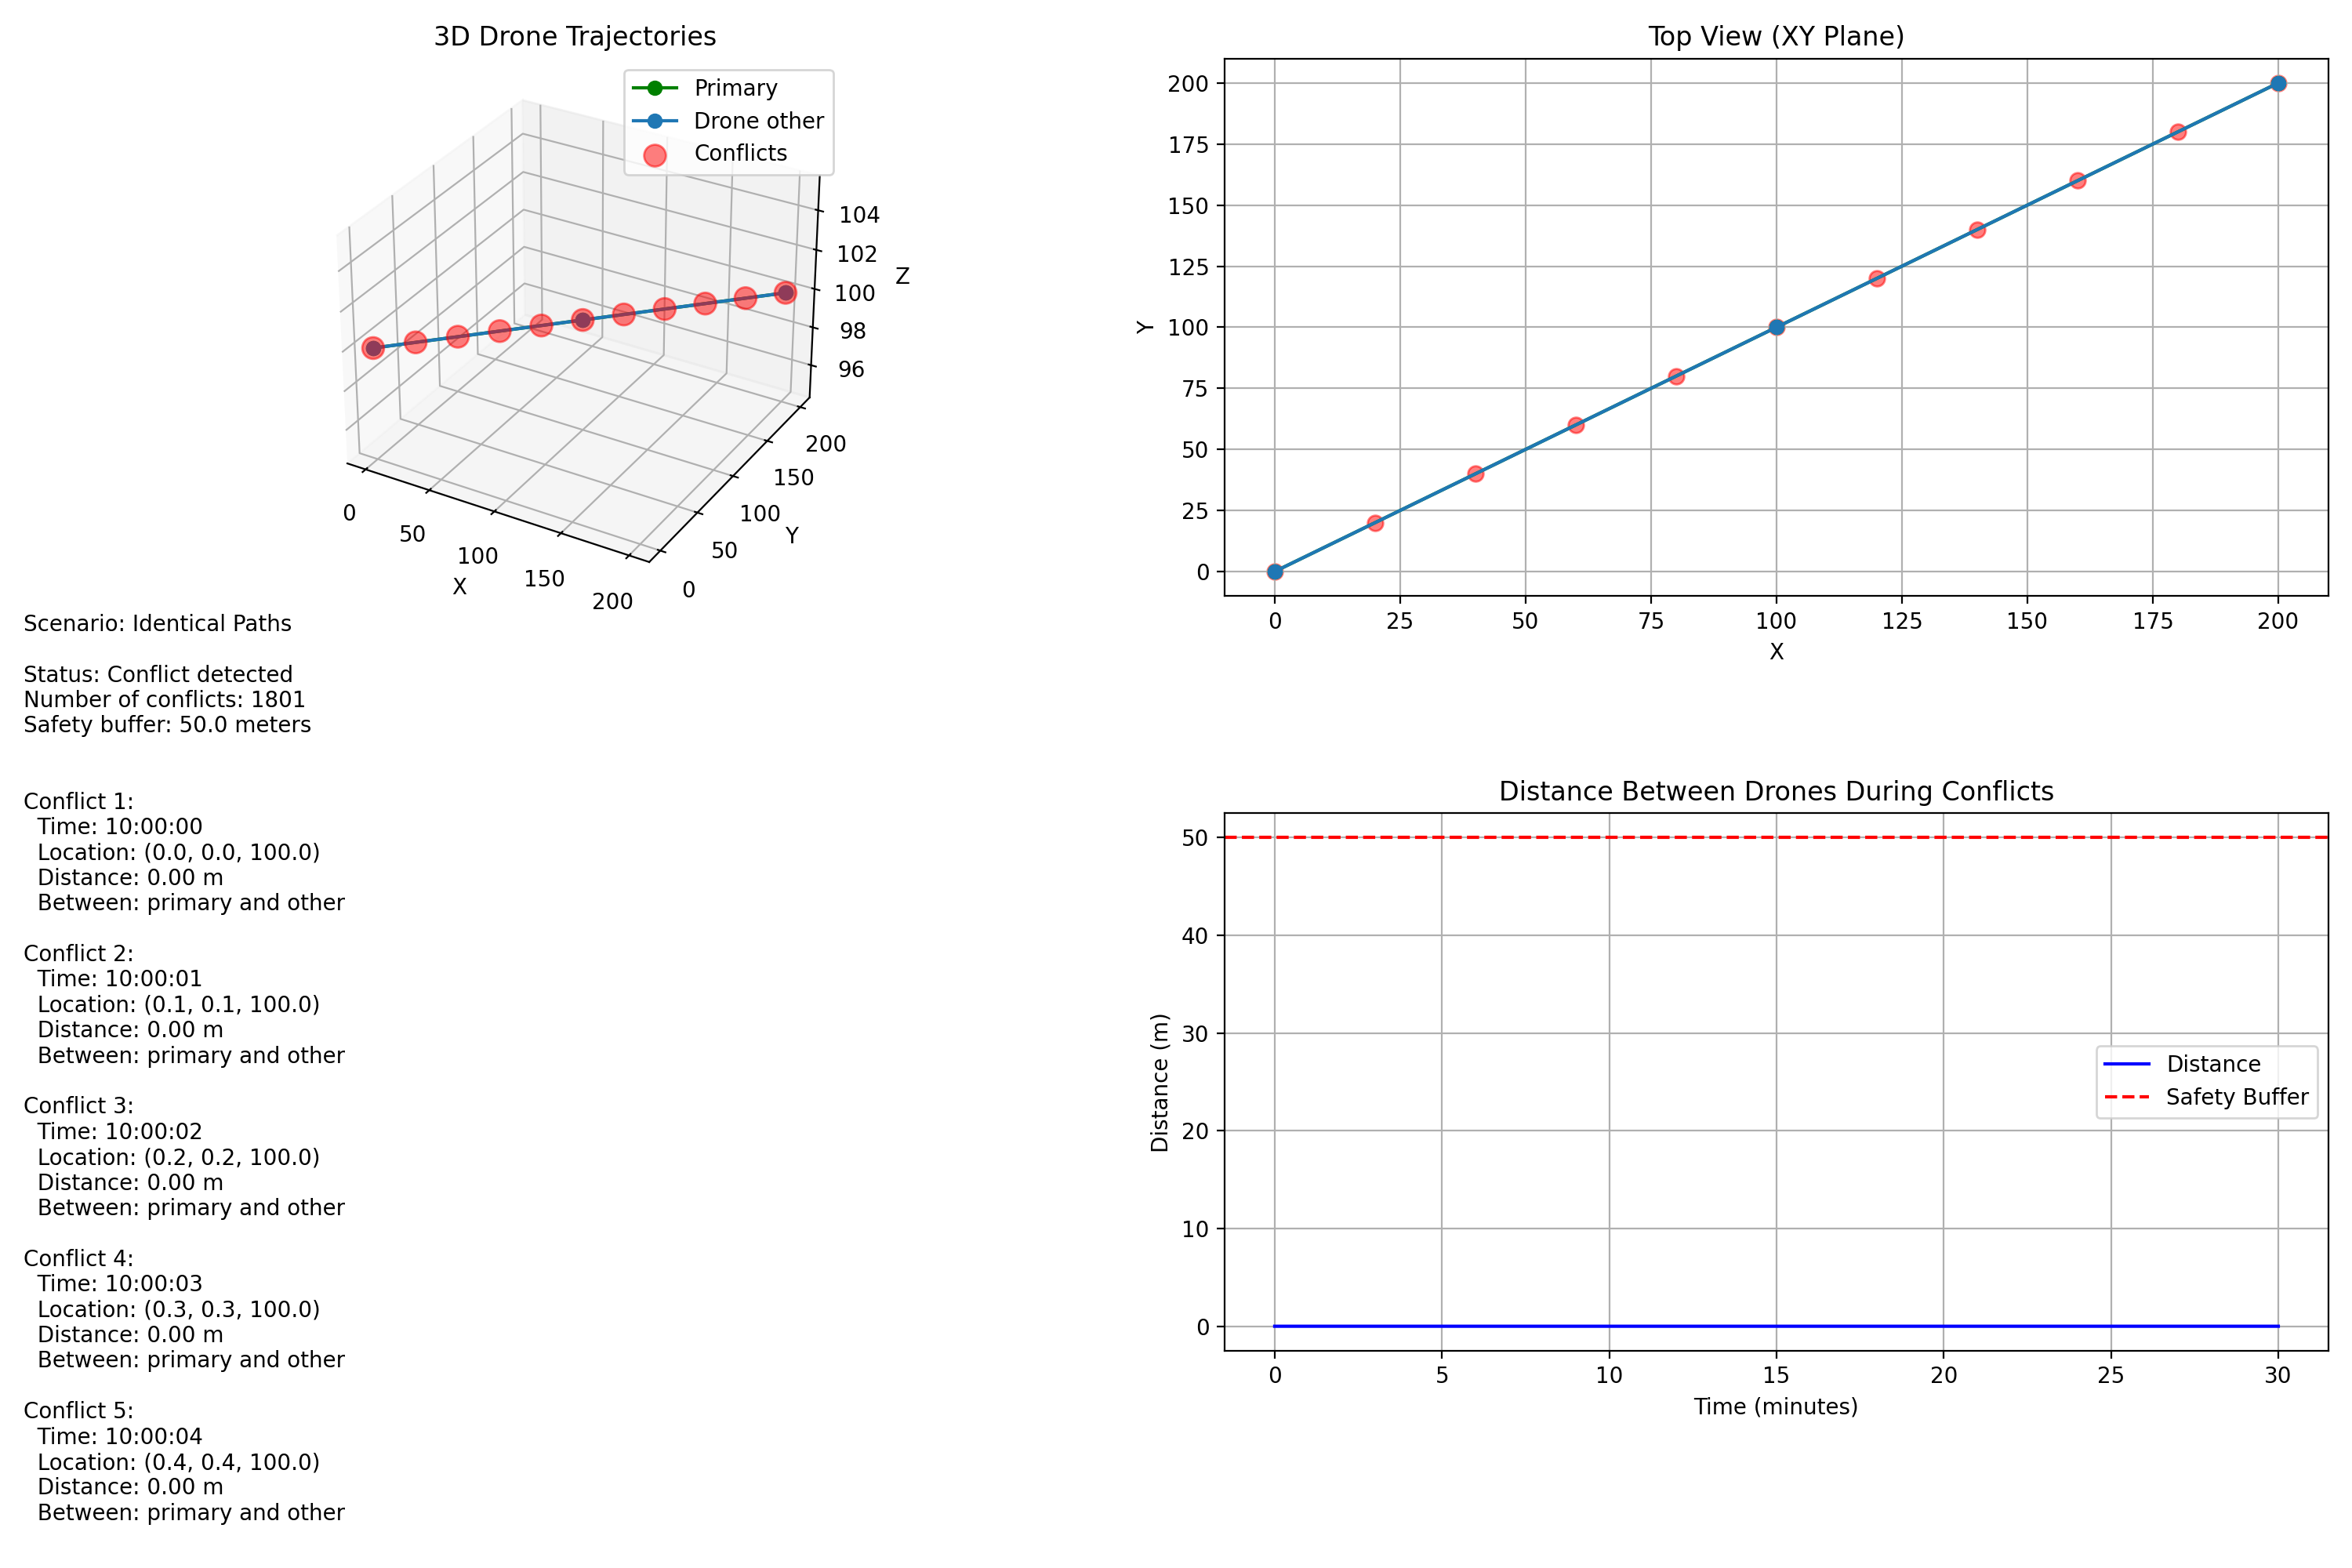 3D Drone Trajectories
Primary
Drone other
Conflicts
104
102
100
98
96
Z
0
50
100
150
200
X
0
50
100
150
200
Y
Top View (XY Plane)
200
175
150
125
100
75
50
25
0
Y
0 25 50 75 100 125 150 175 200
X
Scenario: Identical Paths
Status: Conflict detected
Number of conflicts: 1801
Safety buffer: 50.0 meters
Conflict 1:
Time: 10:00:00
Location: (0.0, 0.0, 100.0)
Distance: 0.00 m
Between: primary and other
Conflict 2:
Time: 10:00:01
Location: (0.1, 0.1, 100.0)
Distance: 0.00 m
Between: primary and other
Conflict 3:
Time: 10:00:02
Location: (0.2, 0.2, 100.0)
Distance: 0.00 m
Between: primary and other
Conflict 4:
Time: 10:00:03
Location: (0.3, 0.3, 100.0)
Distance: 0.00 m
Between: primary and other
Conflict 5:
Time: 10:00:04
Location: (0.4, 0.4, 100.0)
Distance: 0.00 m
Between: primary and other
Distance Between Drones During Conflicts
50
40
30
20
10
0
Distance (m)
Distance
Safety Buffer
0 5 10 15 20 25 30
Time (minutes)